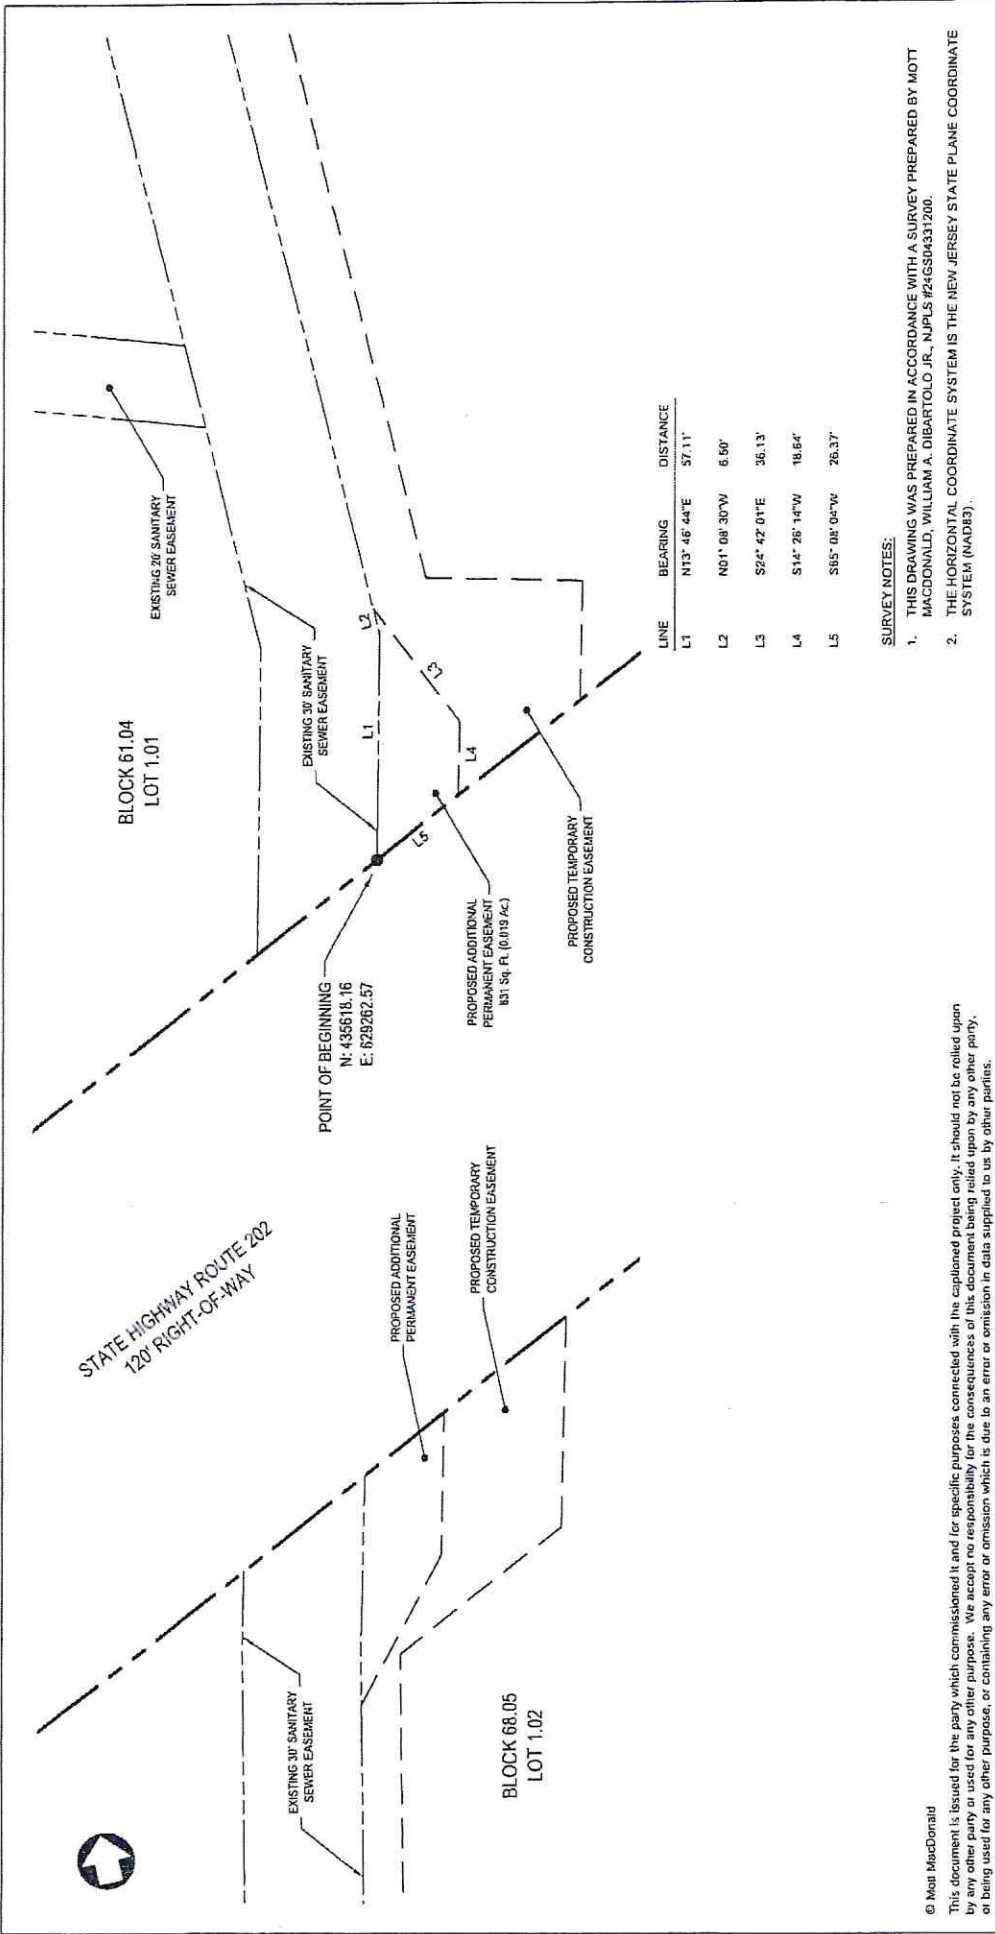 STATE HIGHWAY ROUTE 202
120' RIGHT-OF-WAY
BLOCK 61.04
LOT 1.01
EXISTING 20' SANITARY
SEWER EASEMENT
EXISTING 30' SANITARY
SEWER EASEMENT
POINT OF BEGINNING
N: 435618.16
E: 629262.57
L1
L2
L3
L4
L5
PROPOSED ADDITIONAL
PERMANENT EASEMENT
831 Sq. Ft. (0.019 Ac.)
PROPOSED TEMPORARY
CONSTRUCTION EASEMENT
PROPOSED ADDITIONAL
PERMANENT EASEMENT
PROPOSED TEMPORARY
CONSTRUCTION EASEMENT
EXISTING 30' SANITARY
SEWER EASEMENT
BLOCK 68.05
LOT 1.02
LINE BEARING DISTANCE
L1 N13° 46' 44"E 57.11'
L2 N01° 08' 30"W 6.50'
L3 S24° 42' 01"E 36.13'
L4 S14° 26' 14"W 18.64'
L5 S65° 08' 04"W 26.37'
SURVEY NOTES:
1. THIS DRAWING WAS PREPARED IN ACCORDANCE WITH A SURVEY PREPARED BY MOTT
MACDONALD, WILLIAM A. DIBARTOLO JR., NJPLS #24GS04331200.
2. THE HORIZONTAL COORDINATE SYSTEM IS THE NEW JERSEY STATE PLANE COORDINATE
SYSTEM (NAD83).
© Mott MacDonald
This document is issued for the party which commissioned it and for specific purposes connected with the captioned project only. It should not be relied upon
by any other party or used for any other purpose. We accept no responsibility for the consequences of this document being relied upon by any other party,
or being used for any other purpose, or containing any error or omission which is due to an error or omission in data supplied to us by other parties.